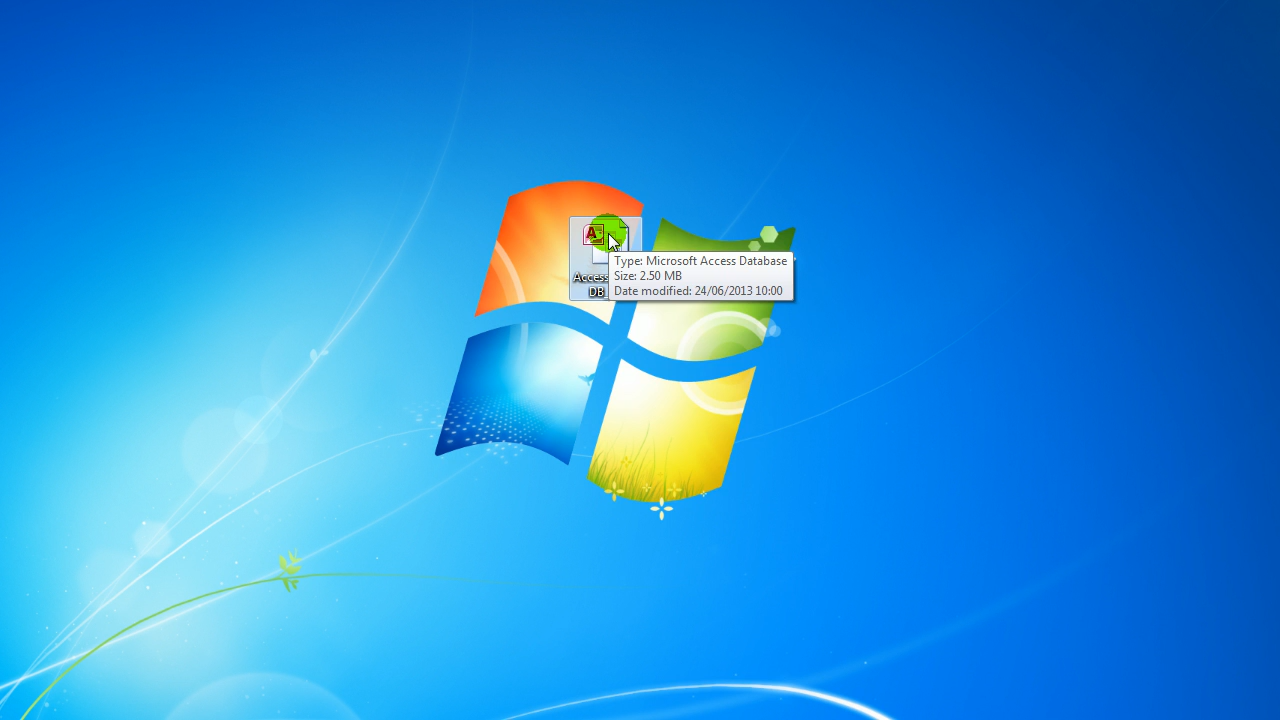 A
Access
DB
Type: Microsoft Access Database
Size: 2.50 MB
Date modified: 24/06/2013 10:00